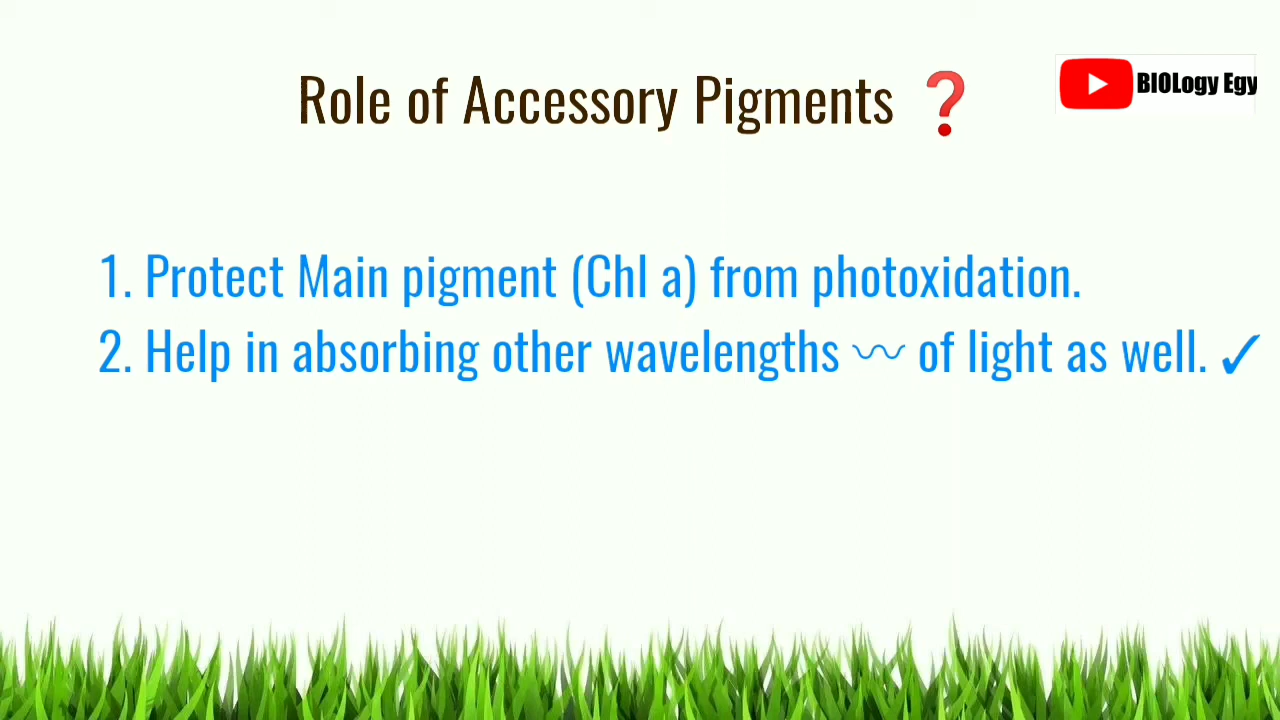 Role of Accessory Pigments ❓
BIOLogy Egy
1. Protect Main pigment (Chl a) from photoxidation.
2. Help in absorbing other wavelengths 〰 of light as well. ✓